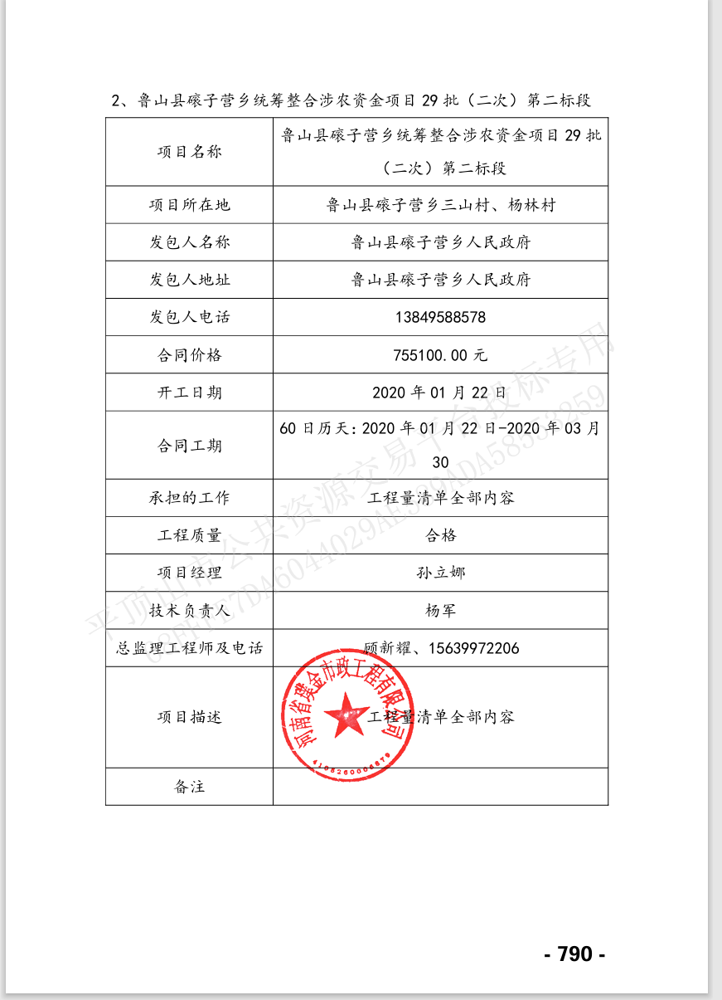 2、鲁山县磙子营乡统筹整合涉农资金项目29批（二次）第二标段
项目名称
鲁山县磙子营乡统筹整合涉农资金项目29批
（二次）第二标段
项目所在地
鲁山县磙子营乡三山村、杨林村
发包人名称
鲁山县磙子营乡人民政府
发包人地址
鲁山县磙子营乡人民政府
发包人电话
13849588578
合同价格
755100.00元
开工日期
2020年01月22日
合同工期
60日历天:2020年01月22日-2020年03月
30
承担的工作
工程量清单全部内容
工程质量
合格
项目经理
孙立娜
技术负责人
杨军
总监理工程师及电话
顾新耀、15639972206
项目描述
工程量清单全部内容
备注
河南省璞金市政工程有限公司
平顶山市公共资源交易平台投标专用
- 790 -